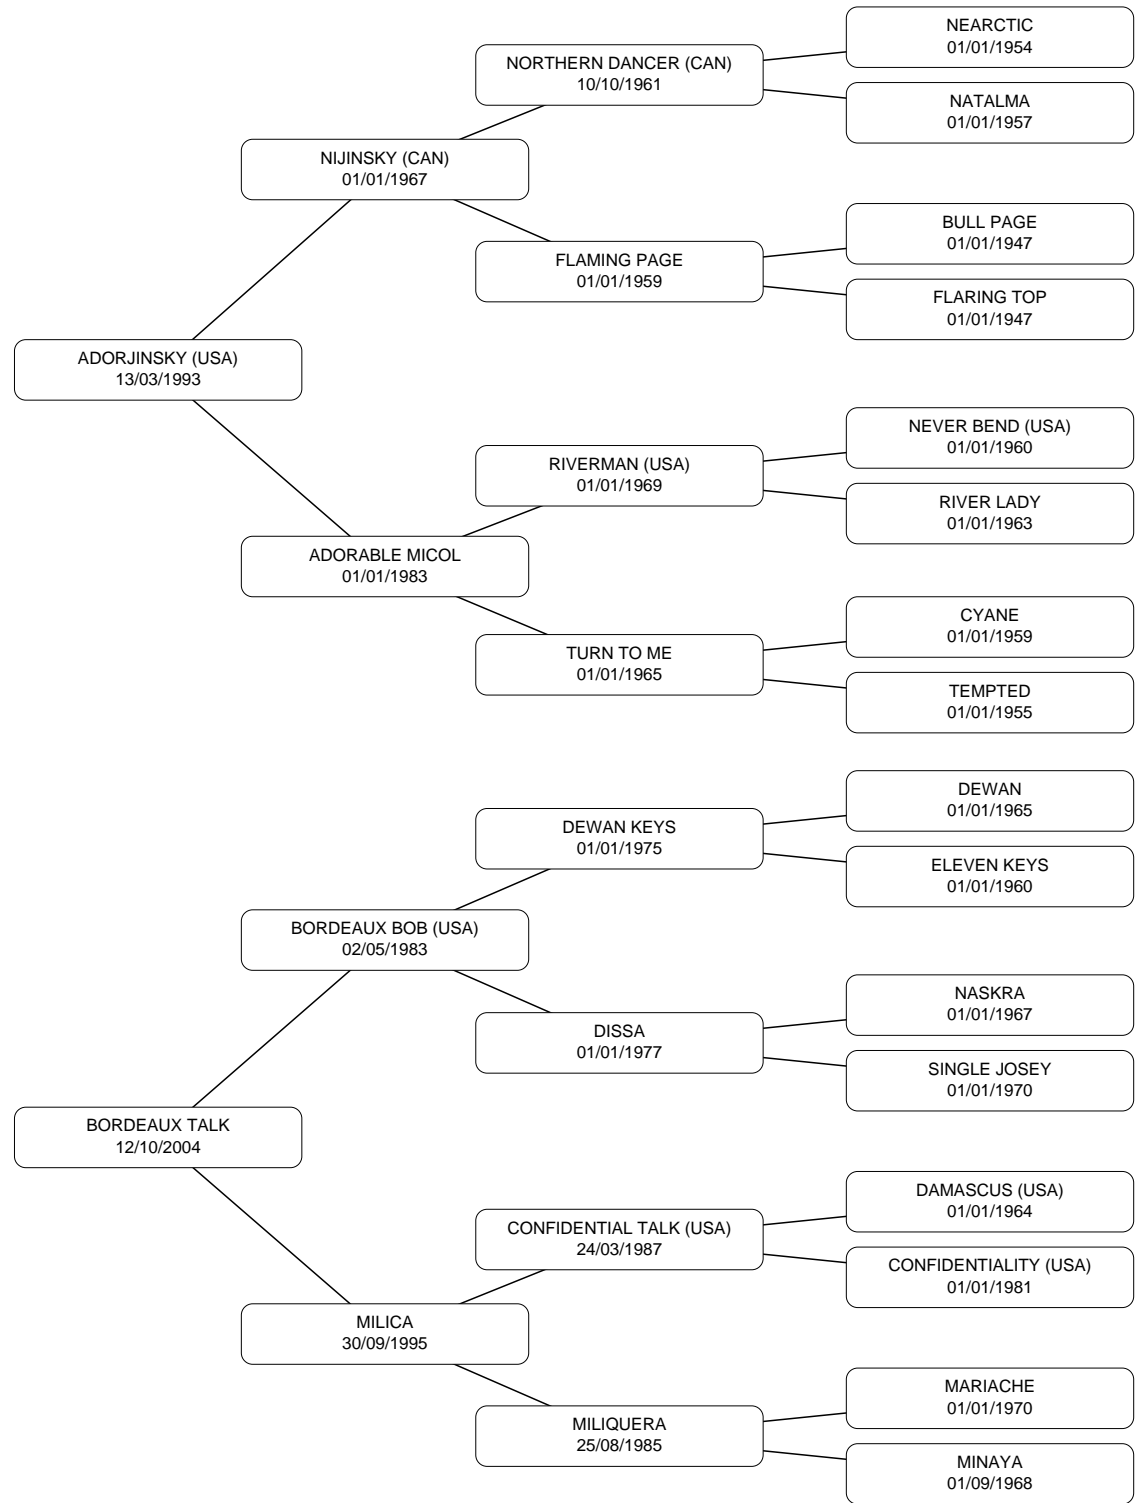 NEARCTIC
01/01/1954
NORTHERN DANCER (CAN)
10/10/1961
NATALMA
01/01/1957
NIJINSKY (CAN)
01/01/1967
BULL PAGE
01/01/1947
FLAMING PAGE
01/01/1959
FLARING TOP
01/01/1947
ADORJINSKY (USA)
13/03/1993
NEVER BEND (USA)
01/01/1960
RIVERMAN (USA)
01/01/1969
RIVER LADY
01/01/1963
ADORABLE MICOL
01/01/1983
CYANE
01/01/1959
TURN TO ME
01/01/1965
TEMPTED
01/01/1955
DEWAN
01/01/1965
DEWAN KEYS
01/01/1975
ELEVEN KEYS
01/01/1960
BORDEAUX BOB (USA)
02/05/1983
NASKRA
01/01/1967
DISSA
01/01/1977
SINGLE JOSEY
01/01/1970
BORDEAUX TALK
12/10/2004
DAMASCUS (USA)
01/01/1964
CONFIDENTIAL TALK (USA)
24/03/1987
CONFIDENTIALITY (USA)
01/01/1981
MILICA
30/09/1995
MARIACHE
01/01/1970
MILIQUERA
25/08/1985
MINAYA
01/09/1968